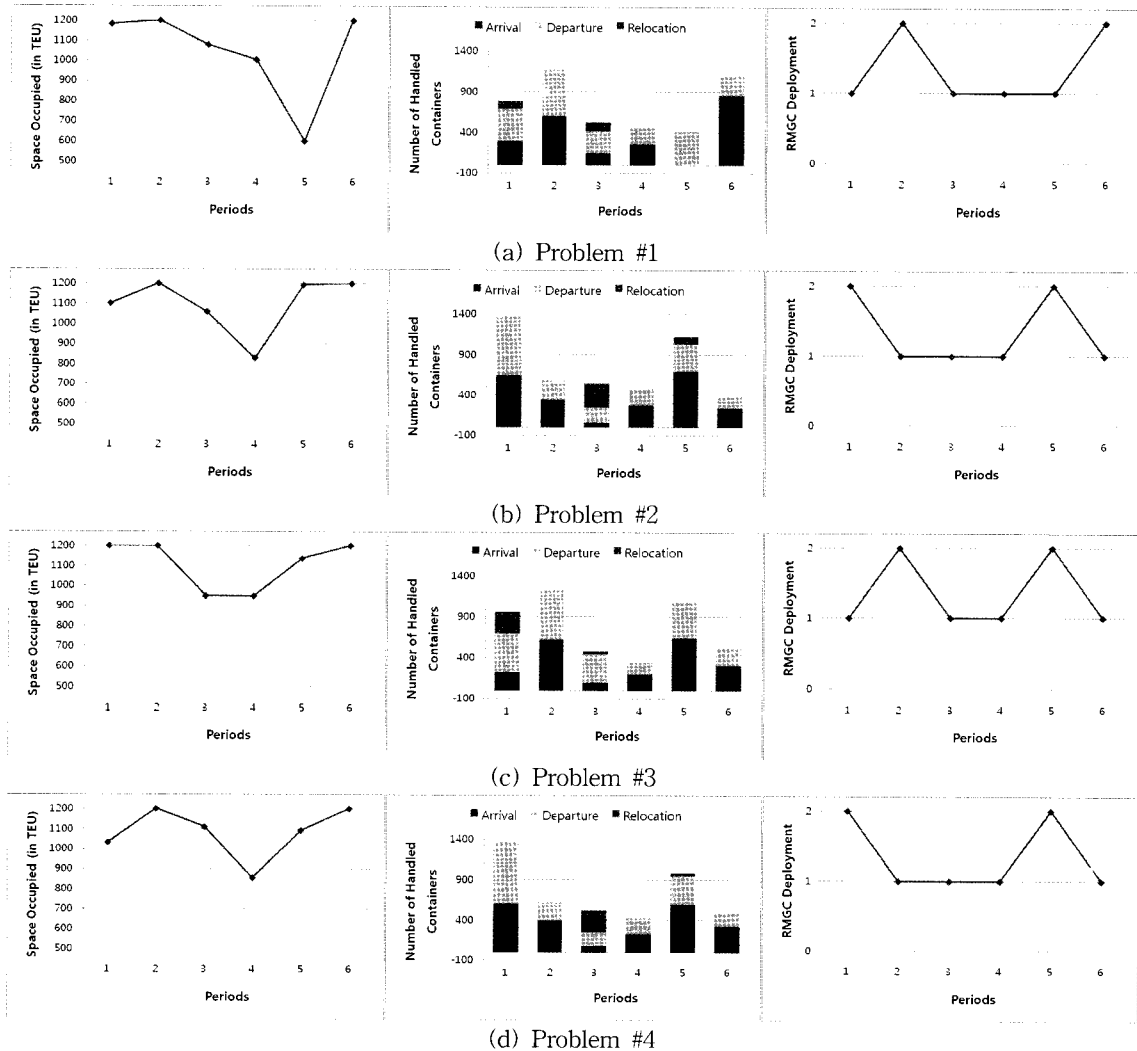 Space Occupied (in TEU)
1200
1100
1000
900
800
700
600
500
1 2 3 4 5 6
Periods
Arrival Departure Relocation
Number of Handled Containers
1400
900
400
-100
1 2 3 4 5 6
Periods
RMGC Deployment
2
1
0
1 2 3 4 5 6
Periods
(a) Problem #1
Space Occupied (in TEU)
1200
1100
1000
900
800
700
600
500
1 2 3 4 5 6
Periods
Arrival Departure Relocation
Number of Handled Containers
1400
900
400
-100
1 2 3 4 5 6
Periods
RMGC Deployment
2
1
0
1 2 3 4 5 6
Periods
(b) Problem #2
Space Occupied (in TEU)
1200
1100
1000
900
800
700
600
500
1 2 3 4 5 6
Periods
Arrival Departure Relocation
Number of Handled Containers
1400
900
400
-100
1 2 3 4 5 6
Periods
RMGC Deployment
2
1
0
1 2 3 4 5 6
Periods
(c) Problem #3
Space Occupied (in TEU)
1200
1100
1000
900
800
700
600
500
1 2 3 4 5 6
Periods
Arrival Departure Relocation
Number of Handled Containers
1400
900
400
-100
1 2 3 4 5 6
Periods
RMGC Deployment
2
1
0
1 2 3 4 5 6
Periods
(d) Problem #4